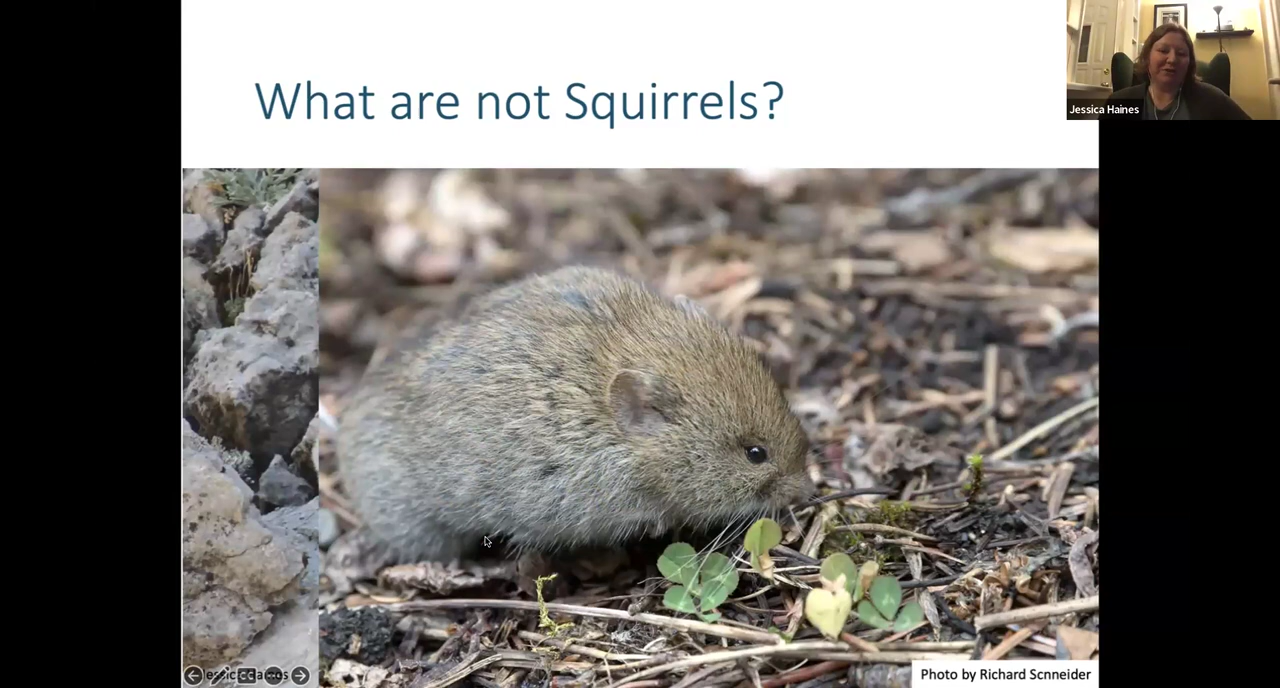 What are not Squirrels?
Jessica Haines
Photo by Richard Scnneider